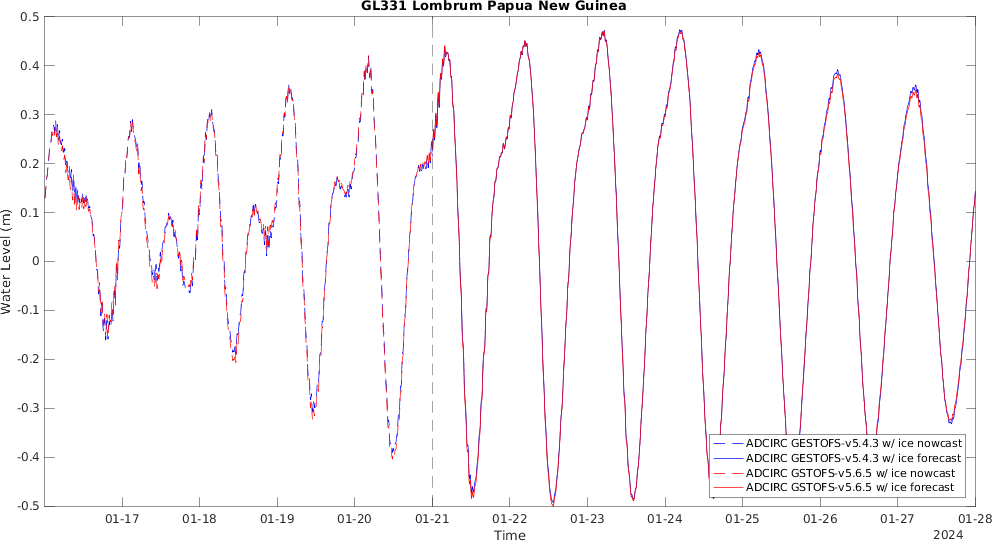 GL331 Lombrum Papua New Guinea
0.5
0.4
0.3
0.2
0.1
0
-0.1
-0.2
-0.3
-0.4
-0.5
Water Level (m)
ADCIRC GESTOFS-v5.4.3 w/ ice nowcast
ADCIRC GESTOFS-v5.4.3 w/ ice forecast
ADCIRC GSTOFS-v5.6.5 w/ ice nowcast
ADCIRC GSTOFS-v5.6.5 w/ ice forecast
01-17 01-18 01-19 01-20 01-21 01-22 01-23 01-24 01-25 01-26 01-27 01-28
Time
2024